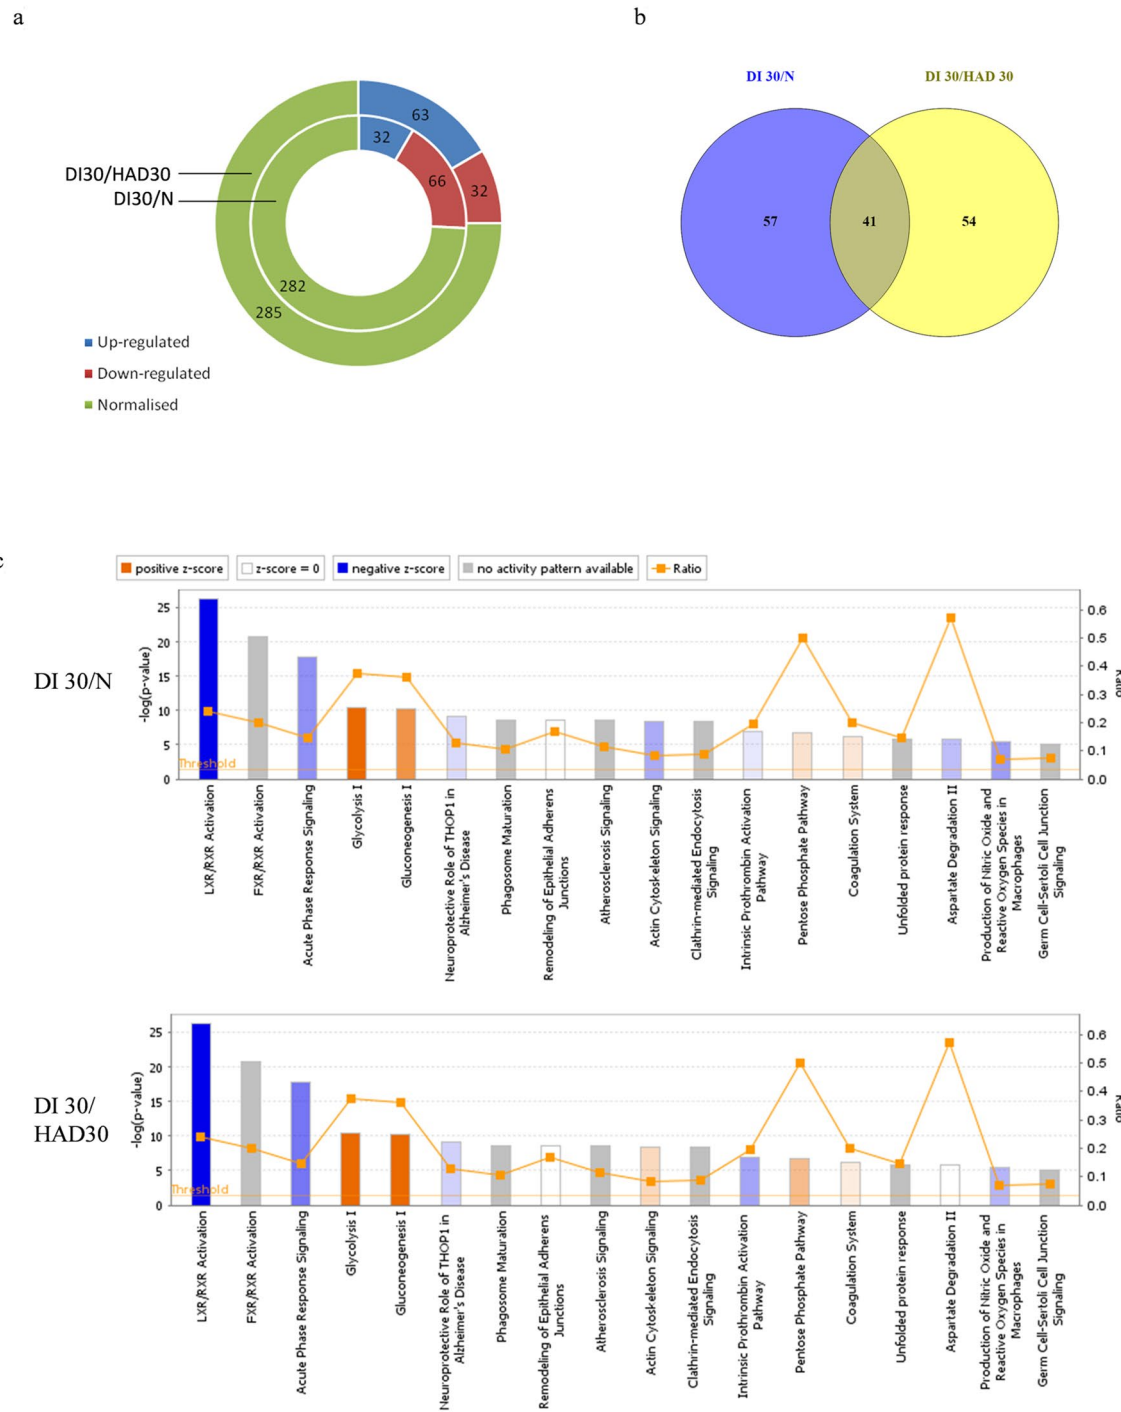 a
b
DI30/HAD30
DI30/N
63
32
66
32
282
285
Up-regulated
Down-regulated
Normalised
DI 30/N
DI 30/HAD 30
57
41
54
c
positive z-score
z-score = 0
negative z-score
no activity pattern available
Ratio
DI 30/N
-log(p-value)
25
20
15
10
5
0
Threshold
0.6
0.5
0.4
0.3
0.2
0.1
0.0
Ratio
LXR/RXR Activation
FXR/RXR Activation
Acute Phase Response Signaling
Glycolysis I
Gluconeogenesis I
Neuroprotective Role of THOP1 in
Alzheimer's Disease
Phagosome Maturation
Remodeling of Epithelial Adherens
Junctions
Atherosclerosis Signaling
Actin Cytoskeleton Signaling
Clathrin-mediated Endocytosis
Signaling
Intrinsic Prothrombin Activation
Pathway
Pentose Phosphate Pathway
Coagulation System
Unfolded protein response
Aspartate Degradation II
Production of Nitric Oxide and
Reactive Oxygen Species in
Macrophages
Germ Cell-Sertoli Cell Junction
Signaling
DI 30/
HAD30
-log(p-value)
25
20
15
10
5
0
Threshold
0.6
0.5
0.4
0.3
0.2
0.1
0.0
Ratio
LXR/RXR Activation
FXR/RXR Activation
Acute Phase Response Signaling
Glycolysis I
Gluconeogenesis I
Neuroprotective Role of THOP1 in
Alzheimer's Disease
Phagosome Maturation
Remodeling of Epithelial Adherens
Junctions
Atherosclerosis Signaling
Actin Cytoskeleton Signaling
Clathrin-mediated Endocytosis
Signaling
Intrinsic Prothrombin Activation
Pathway
Pentose Phosphate Pathway
Coagulation System
Unfolded protein response
Aspartate Degradation II
Production of Nitric Oxide and
Reactive Oxygen Species in
Macrophages
Germ Cell-Sertoli Cell Junction
Signaling